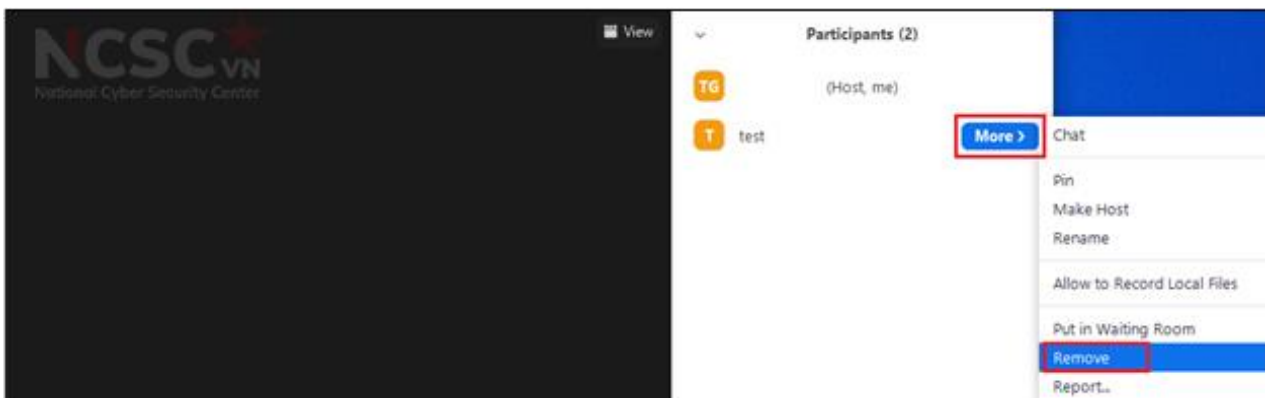 NCSC VN
National Cyber Security Center
View
Participants (2)
TG (Host, me)
T test More >
Chat
Pin
Make Host
Rename
Allow to Record Local Files
Put in Waiting Room
Remove
Report...